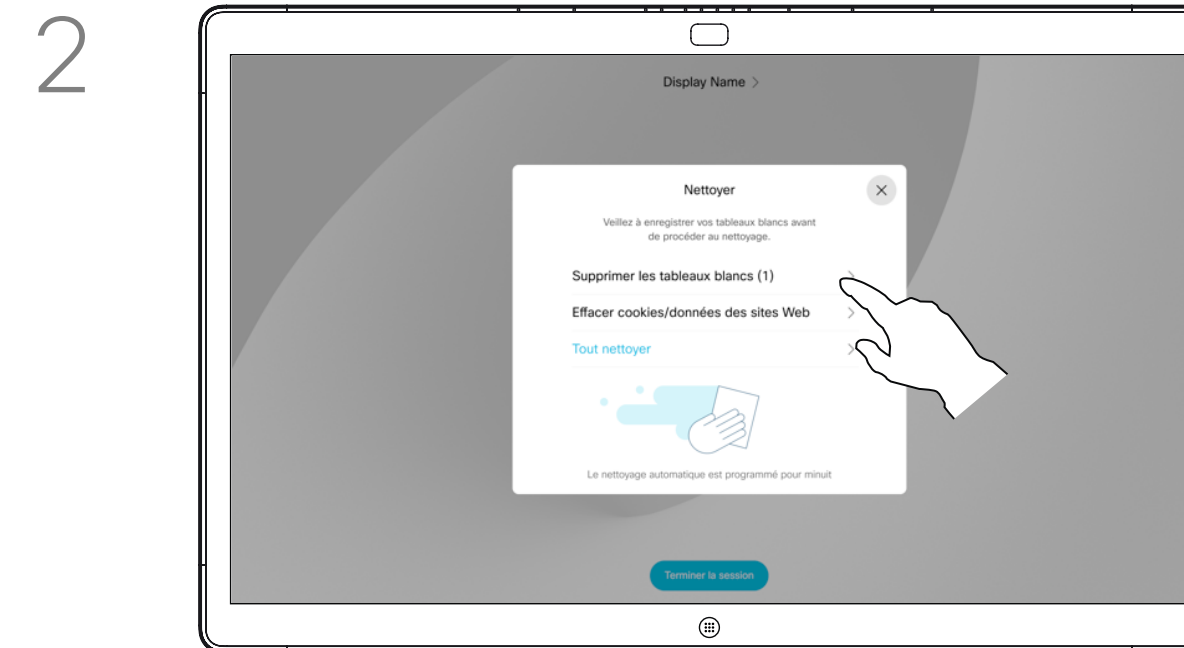 2
Display Name
Nettoyer
Veillez à enregistrer vos tableaux blancs avant
de procéder au nettoyage.
Supprimer les tableaux blancs (1)
Effacer cookies/données des sites Web
Tout nettoyer
Le nettoyage automatique est programmé pour minuit
Terminer la session